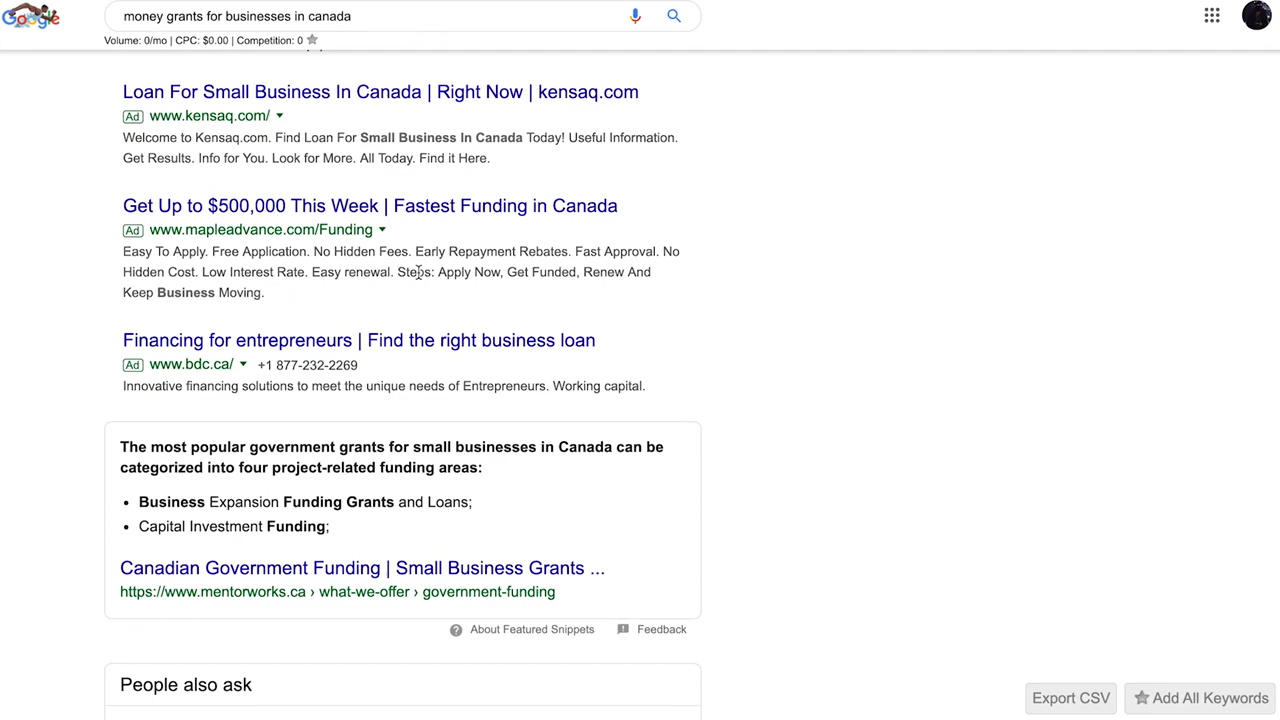 Google
money grants for businesses in canada
Volume: 0/mo | CPC: $0.00 | Competition: 0
Loan For Small Business In Canada | Right Now | kensaq.com
Ad www.kensaq.com/
Welcome to Kensaq.com. Find Loan For Small Business In Canada Today! Useful Information.
Get Results. Info for You. Look for More. All Today. Find it Here.
Get Up to $500,000 This Week | Fastest Funding in Canada
Ad www.mapleadvance.com/Funding
Easy To Apply. Free Application. No Hidden Fees. Early Repayment Rebates. Fast Approval. No
Hidden Cost. Low Interest Rate. Easy renewal. Steps: Apply Now, Get Funded, Renew And
Keep Business Moving.
Financing for entrepreneurs | Find the right business loan
Ad www.bdc.ca/ +1 877-232-2269
Innovative financing solutions to meet the unique needs of Entrepreneurs. Working capital.
The most popular government grants for small businesses in Canada can be
categorized into four project-related funding areas:
• Business Expansion Funding Grants and Loans;
• Capital Investment Funding;
Canadian Government Funding | Small Business Grants ...
https://www.mentorworks.ca › what-we-offer › government-funding
About Featured Snippets Feedback
People also ask
Export CSV Add All Keywords